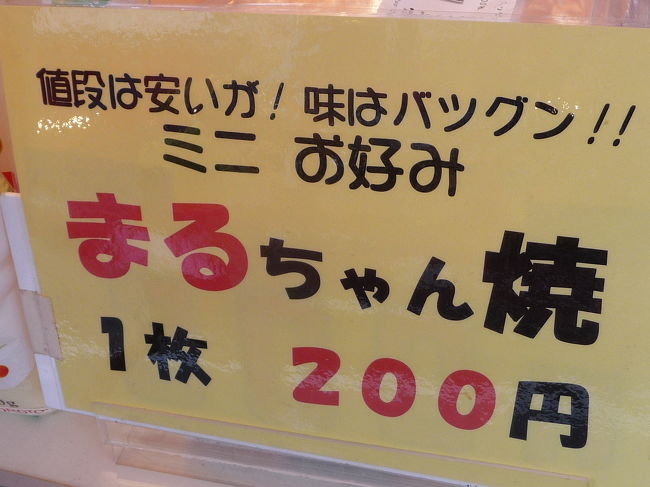 値段は安いが! 味はバツグン!!
ミニ お好み
まるちゃん焼
1枚 200円